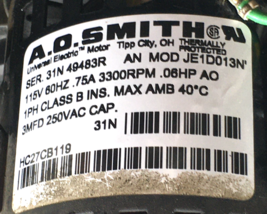 A.O.SMITH
Universal Electric™ Motor Tipp City, OH THERMALLY PROTECTED
SER. 31N 49483R AN MOD JE1D013N
115V 60HZ .75A 3300RPM .06HP AO
1PH CLASS B INS. MAX AMB 40°C
3MFD 250VAC CAP.
31N
HC27CB119